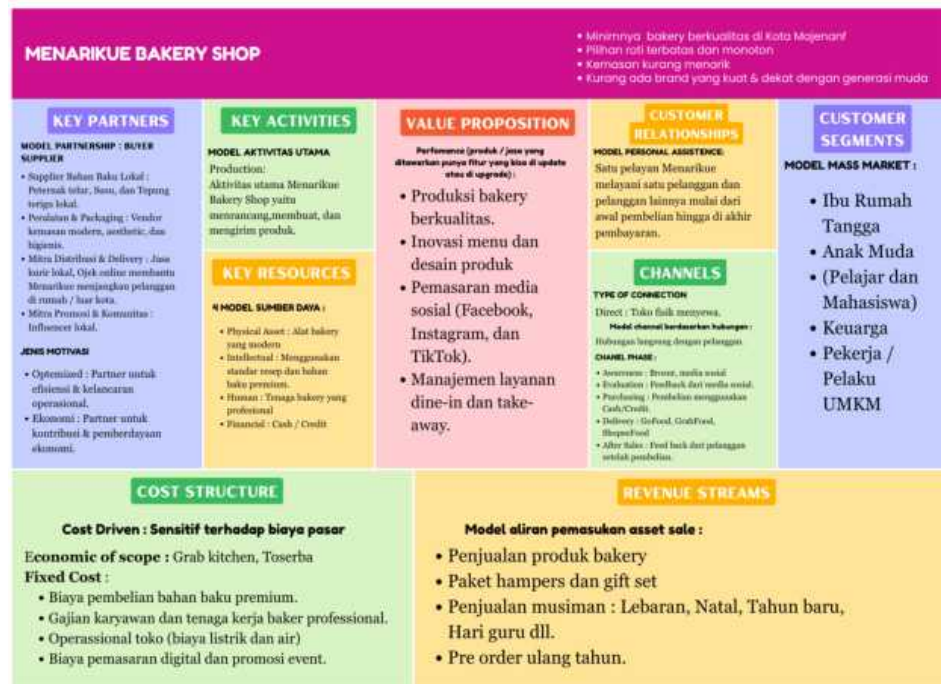 MENARIKUE BAKERY SHOP
• Minimnya bakery berkualitas di Kota Majenanf
• Pilihan roti terbatas dan monoton
• Kemasan kurang menarik
• Kurang ada brand yang kuat & dekat dengan generasi muda
KEY PARTNERS
MODEL PARTNERSHIP : BUYER
SUPPLIER
• Supplier Bahan Baku Lokal :
Peternak telur, Susu, dan Tepung
terigu lokal.
• Peralatan & Packaging : Vendor
kemasan modern, aesthetic, dan
higienis.
• Mitra Distribusi & Delivery : Jasa
kurir lokal, Ojek online membantu
Menarikue menjangkau pelanggan
di rumah / luar kota.
• Mitra Promosi & Komunitas :
Influencer lokal.
JENIS MOTIVASI
• Optemized : Partner untuk
efisiensi & kelancaran
operasional.
• Ekonomi : Partner untuk
kontribusi & pemberdayaan
ekonomi.
KEY ACTIVITIES
MODEL AKTIVITAS UTAMA
Production:
Aktivitas utama Menarikue
Bakery Shop yaitu
merancang,membuat, dan
mengirim produk.
KEY RESOURCES
4 MODEL SUMBER DAYA :
• Physical Asset : Alat bakery
yang modern
• Intellectual : Menggunakan
standar resep dan bahan
baku premium.
• Human : Tenaga bakery yang
profesional
• Financial : Cash / Credit
VALUE PROPOSITION
Perfomance (produk / jasa yang
ditawarkan punya fitur yang bisa di update
atau di upgrade) :
• Produksi bakery
berkualitas.
• Inovasi menu dan
desain produk
• Pemasaran media
sosial (Facebook,
Instagram, dan
TikTok).
• Manajemen layanan
dine-in dan take-
away.
CUSTOMER
RELATIONSHIPS
MODEL PERSONAL ASSISTENCE:
Satu pelayan Menarikue
melayani satu pelanggan dan
pelanggan lainnya mulai dari
awal pembelian hingga di akhir
pembayaran.
CHANNELS
TYPE OF CONNECTION
Direct : Toko fisik menyewa.
Model channel berdasarkan hubungan :
Hubungan langsung dengan pelanggan.
CHANEL PHASE :
• Awareness : Brosur, media sosial
• Evaluation : Feedback dari media sosial.
• Purchasing : Pembelian menggunakan
Cash/Credit.
• Delivery : GoFood, GrabFood,
ShopeeFood
• After Sales : Feed back dari pelanggan
setelah pembelian.
CUSTOMER
SEGMENTS
MODEL MASS MARKET :
• Ibu Rumah
Tangga
• Anak Muda
• (Pelajar dan
Mahasiswa)
• Keuarga
• Pekerja /
Pelaku
UMKM
COST STRUCTURE
Cost Driven : Sensitif terhadap biaya pasar
Economic of scope : Grab kitchen, Toserba
Fixed Cost :
• Biaya pembelian bahan baku premium.
• Gajian karyawan dan tenaga kerja baker professional.
• Operassional toko (biaya listrik dan air)
• Biaya pemasaran digital dan promosi event.
REVENUE STREAMS
Model aliran pemasukan asset sale :
• Penjualan produk bakery
• Paket hampers dan gift set
• Penjualan musiman : Lebaran, Natal, Tahun baru,
Hari guru dll.
• Pre order ulang tahun.